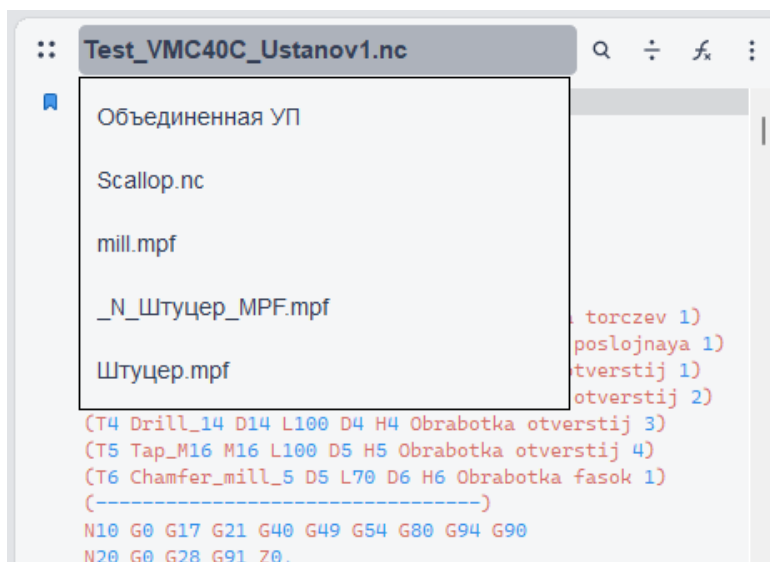 Test_VMC40C_Ustanov1.nc
Объединенная УП
Scallop.nc
mill.mpf
_N_Штуцер_MPF.mpf
Штуцер.mpf
torczev 1)
poslojnaya 1)
tverstij 1)
otverstij 2)
(T4 Drill_14 D14 L100 D4 H4 Obrabotka otverstij 3)
(T5 Tap_M16 M16 L100 D5 H5 Obrabotka otverstij 4)
(T6 Chamfer_mill_5 D5 L70 D6 H6 Obrabotka fasok 1)
(----------------------------------)
N10 G0 G17 G21 G40 G49 G54 G80 G94 G90
N20 G0 G28 G91 Z0.